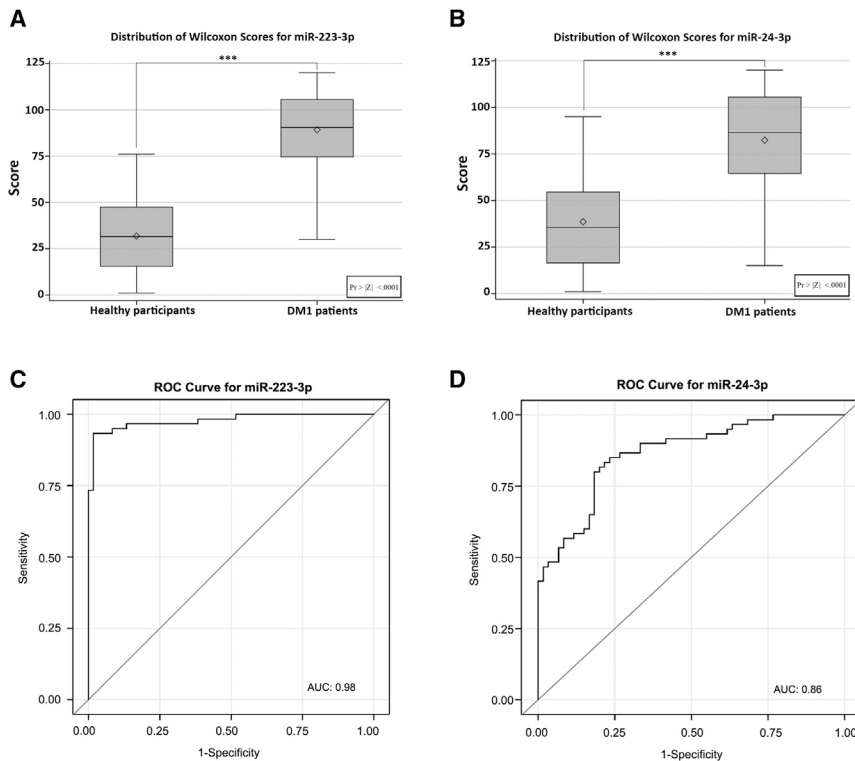 A
Distribution of Wilcoxon Scores for miR-223-3p
***
125
100
75
50
25
0
Score
Pr > |Z| <.0001
Healthy participants
DM1 patients
B
Distribution of Wilcoxon Scores for miR-24-3p
***
125
100
75
50
25
0
Score
Pr > |Z| <.0001
Healthy participants
DM1 patients
C
ROC Curve for miR-223-3p
1.00
0.75
0.50
0.25
0.00
Sensitivity
AUC: 0.98
0.00 0.25 0.50 0.75 1.00
1-Specificity
D
ROC Curve for miR-24-3p
1.00
0.75
0.50
0.25
0.00
Sensitivity
AUC: 0.86
0.00 0.25 0.50 0.75 1.00
1-Specificity